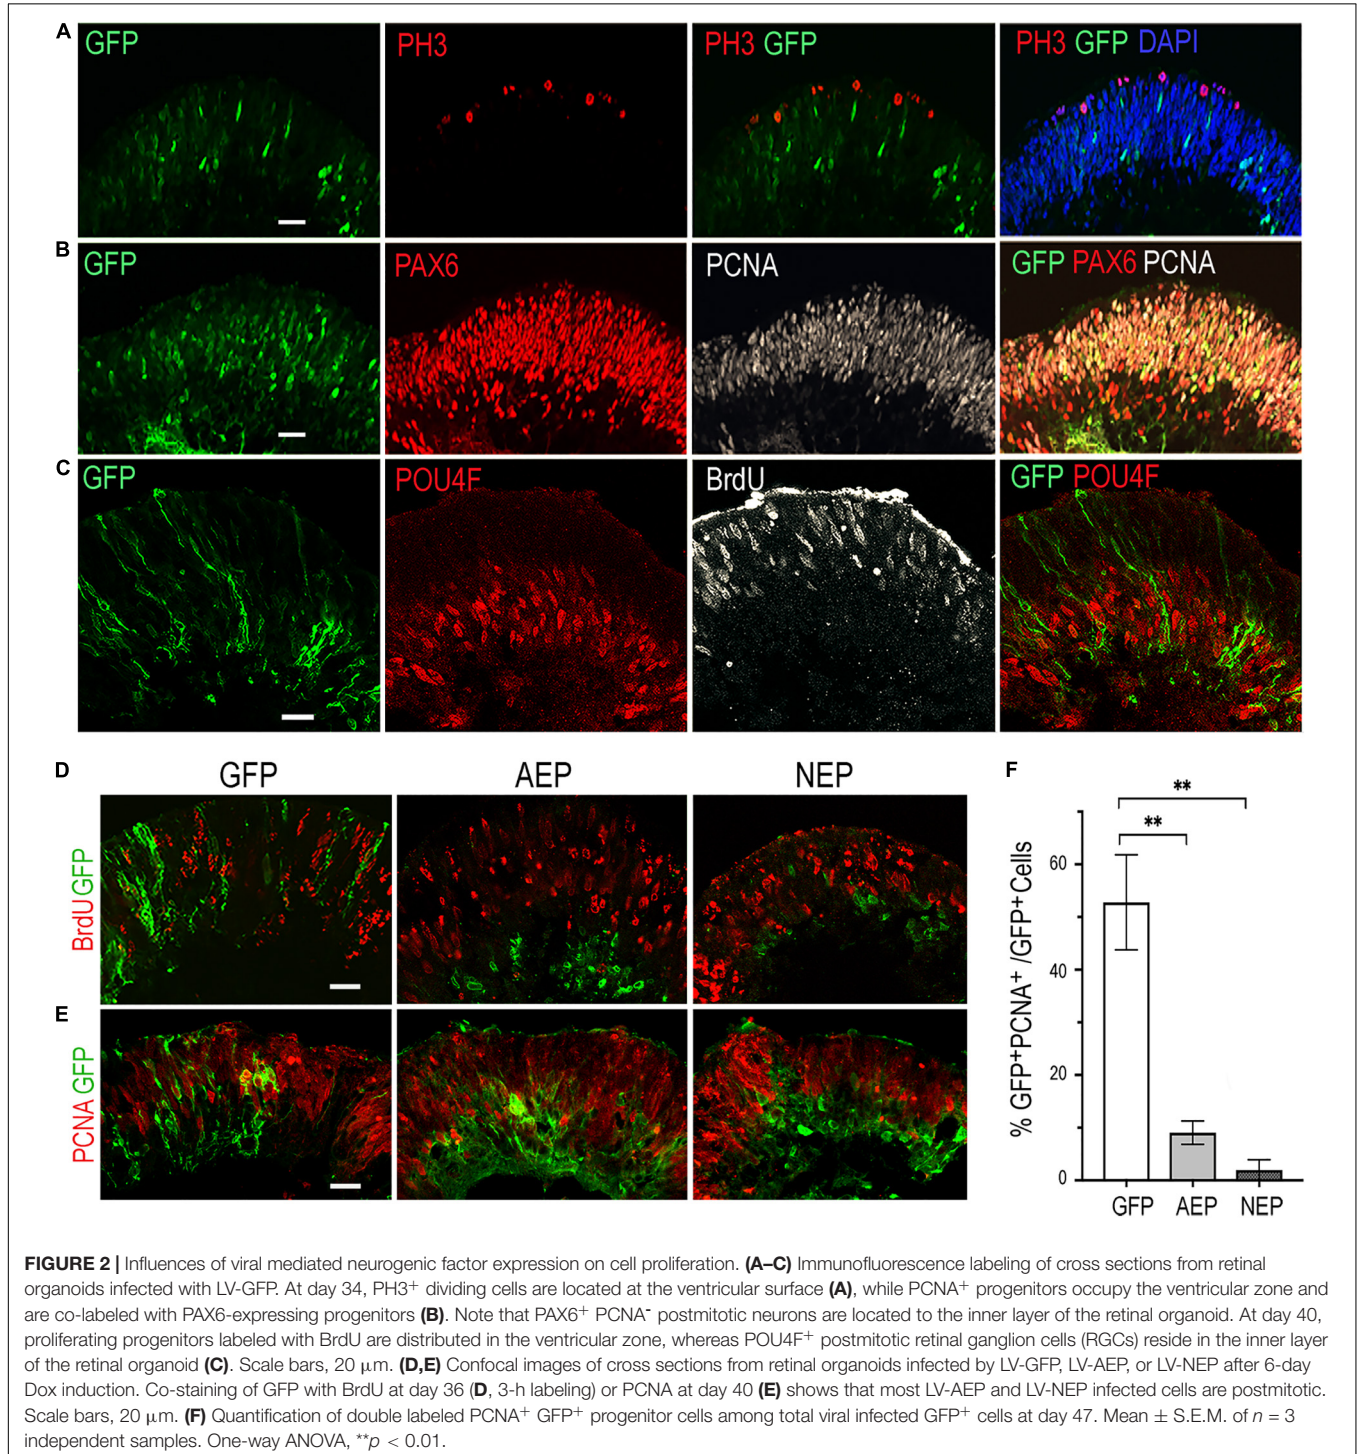 A
GFP
PH3
PH3 GFP
PH3 GFP DAPI
B
GFP
PAX6
PCNA
GFP PAX6 PCNA
C
GFP
POU4F
BrdU
GFP POU4F
D
GFP
AEP
NEP
BrdU GFP
E
PCNA GFP
F
**
**
% GFP⁺PCNA⁺ /GFP⁺Cells
60
40
20
0
GFP
AEP
NEP
FIGURE 2 | Influences of viral mediated neurogenic factor expression on cell proliferation. (A–C) Immunofluorescence labeling of cross sections from retinal
organoids infected with LV-GFP. At day 34, PH3⁺ dividing cells are located at the ventricular surface (A), while PCNA⁺ progenitors occupy the ventricular zone and
are co-labeled with PAX6-expressing progenitors (B). Note that PAX6⁺ PCNA⁻ postmitotic neurons are located to the inner layer of the retinal organoid. At day 40,
proliferating progenitors labeled with BrdU are distributed in the ventricular zone, whereas POU4F⁺ postmitotic retinal ganglion cells (RGCs) reside in the inner layer
of the retinal organoid (C). Scale bars, 20 μm. (D,E) Confocal images of cross sections from retinal organoids infected by LV-GFP, LV-AEP, or LV-NEP after 6-day
Dox induction. Co-staining of GFP with BrdU at day 36 (D, 3-h labeling) or PCNA at day 40 (E) shows that most LV-AEP and LV-NEP infected cells are postmitotic.
Scale bars, 20 μm. (F) Quantification of double labeled PCNA⁺ GFP⁺ progenitor cells among total viral infected GFP⁺ cells at day 47. Mean ± S.E.M. of n = 3
independent samples. One-way ANOVA, **p < 0.01.